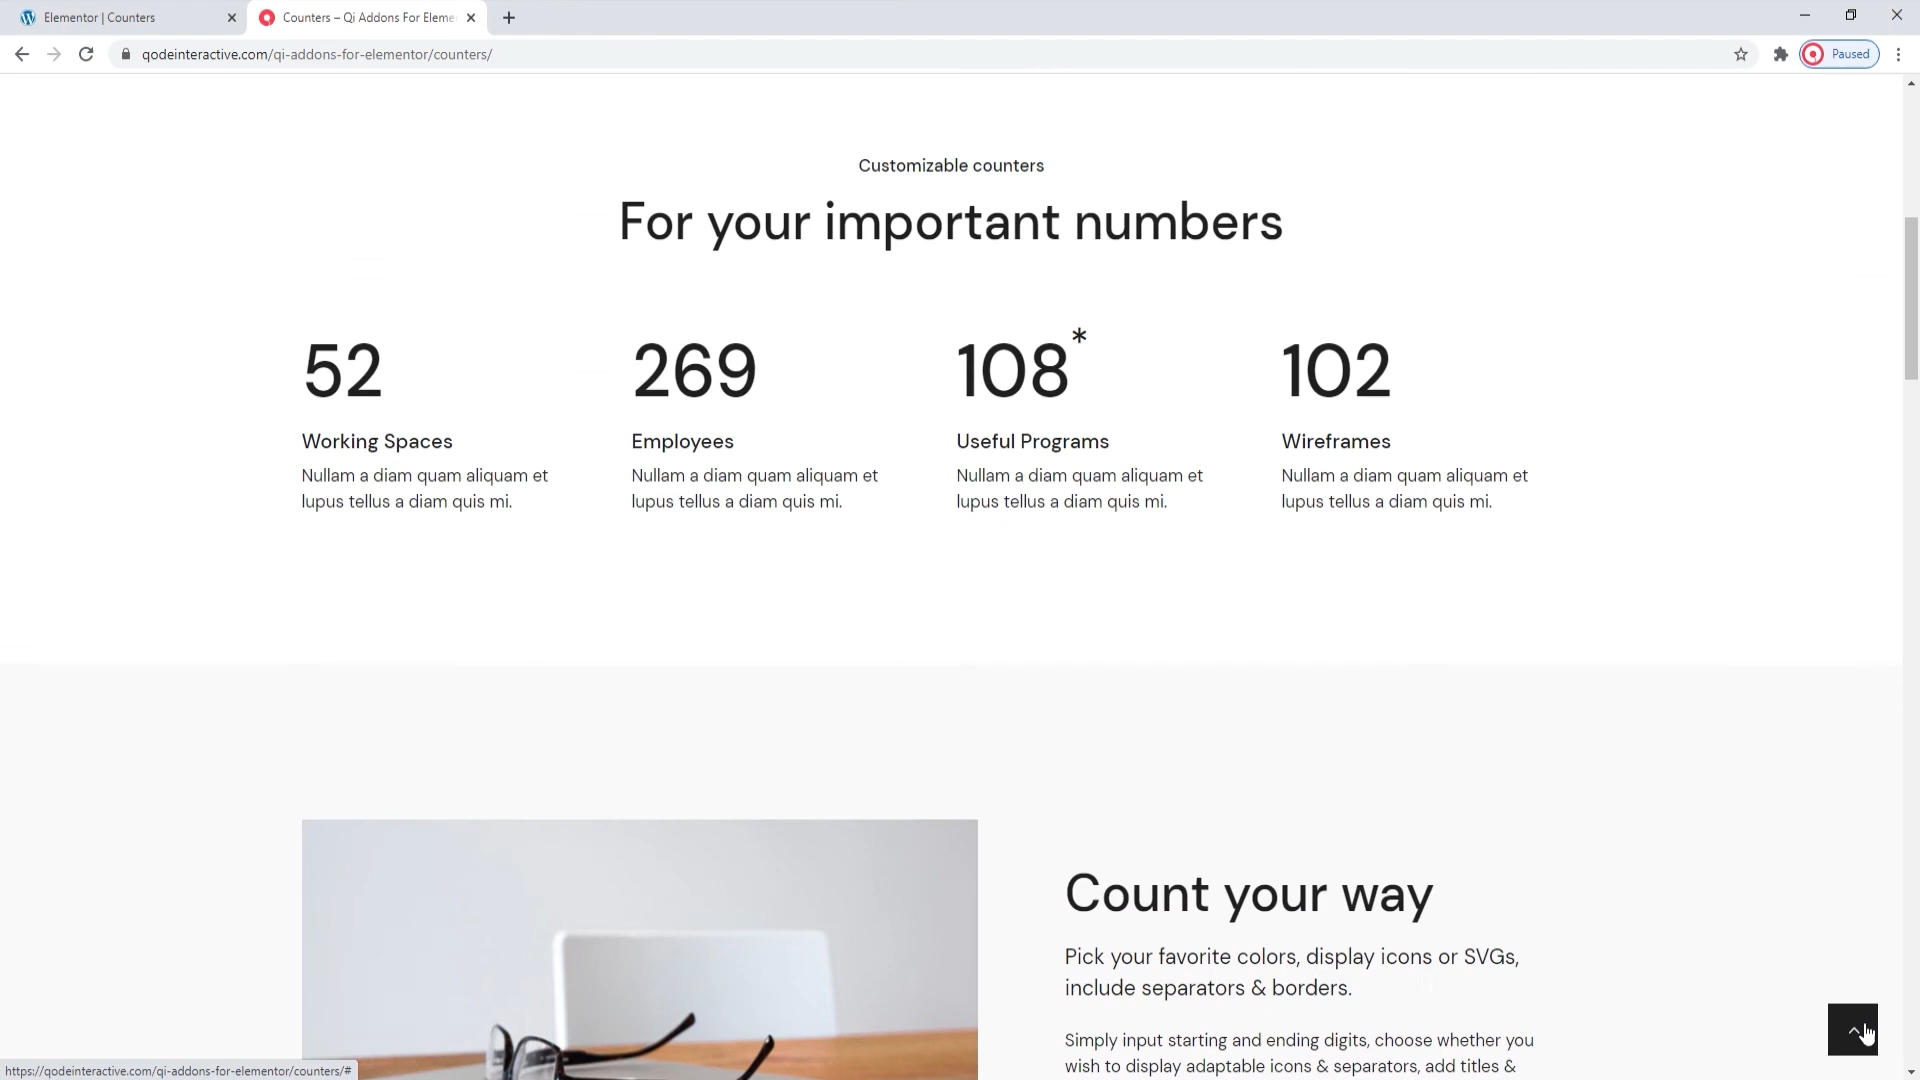 Elementor | Counters
Counters – Qi Addons For Eleme
qodeinteractive.com/qi-addons-for-elementor/counters/
Paused
Customizable counters
For your important numbers
52
269
108*
102
Working Spaces
Employees
Useful Programs
Wireframes
Nullam a diam quam aliquam et
lupus tellus a diam quis mi.
Nullam a diam quam aliquam et
lupus tellus a diam quis mi.
Nullam a diam quam aliquam et
lupus tellus a diam quis mi.
Nullam a diam quam aliquam et
lupus tellus a diam quis mi.
Count your way
Pick your favorite colors, display icons or SVGs,
include separators & borders.
Simply input starting and ending digits, choose whether you
wish to display adaptable icons & separators, add titles &
https://qodeinteractive.com/qi-addons-for-elementor/counters/#